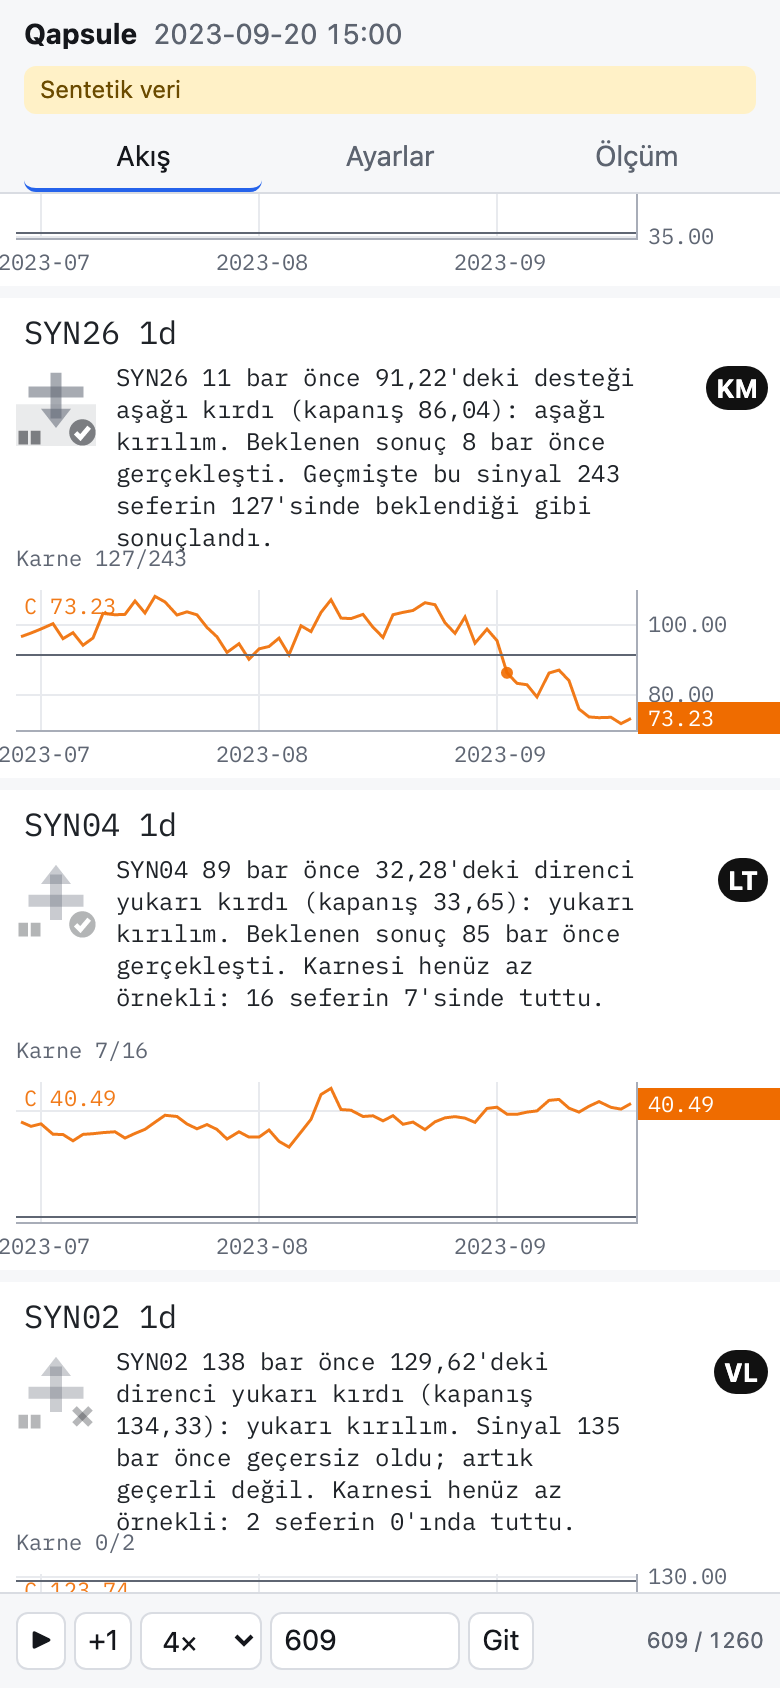 Qapsule 2023-09-20 15:00
Sentetik veri
Akış Ayarlar Ölçüm
35.00
2023-07 2023-08 2023-09
SYN26 1d
SYN26 11 bar önce 91,22'deki desteği
aşağı kırdı (kapanış 86,04): aşağı
kırılım. Beklenen sonuç 8 bar önce
gerçekleşti. Geçmişte bu sinyal 243
seferin 127'sinde beklendiği gibi
sonuçlandı.
KM
Karne 127/243
C 73.23
100.00
80.00
73.23
2023-07 2023-08 2023-09
SYN04 1d
SYN04 89 bar önce 32,28'deki direnci
yukarı kırdı (kapanış 33,65): yukarı
kırılım. Beklenen sonuç 85 bar önce
gerçekleşti. Karnesi henüz az
örnekli: 16 seferin 7'sinde tuttu.
LT
Karne 7/16
C 40.49
40.49
2023-07 2023-08 2023-09
SYN02 1d
SYN02 138 bar önce 129,62'deki
direnci yukarı kırdı (kapanış
134,33): yukarı kırılım. Sinyal 135
bar önce geçersiz oldu; artık
geçerli değil. Karnesi henüz az
örnekli: 2 seferin 0'ında tuttu.
VL
Karne 0/2
130.00
C 123.74
+1 4× 609 Git 609 / 1260